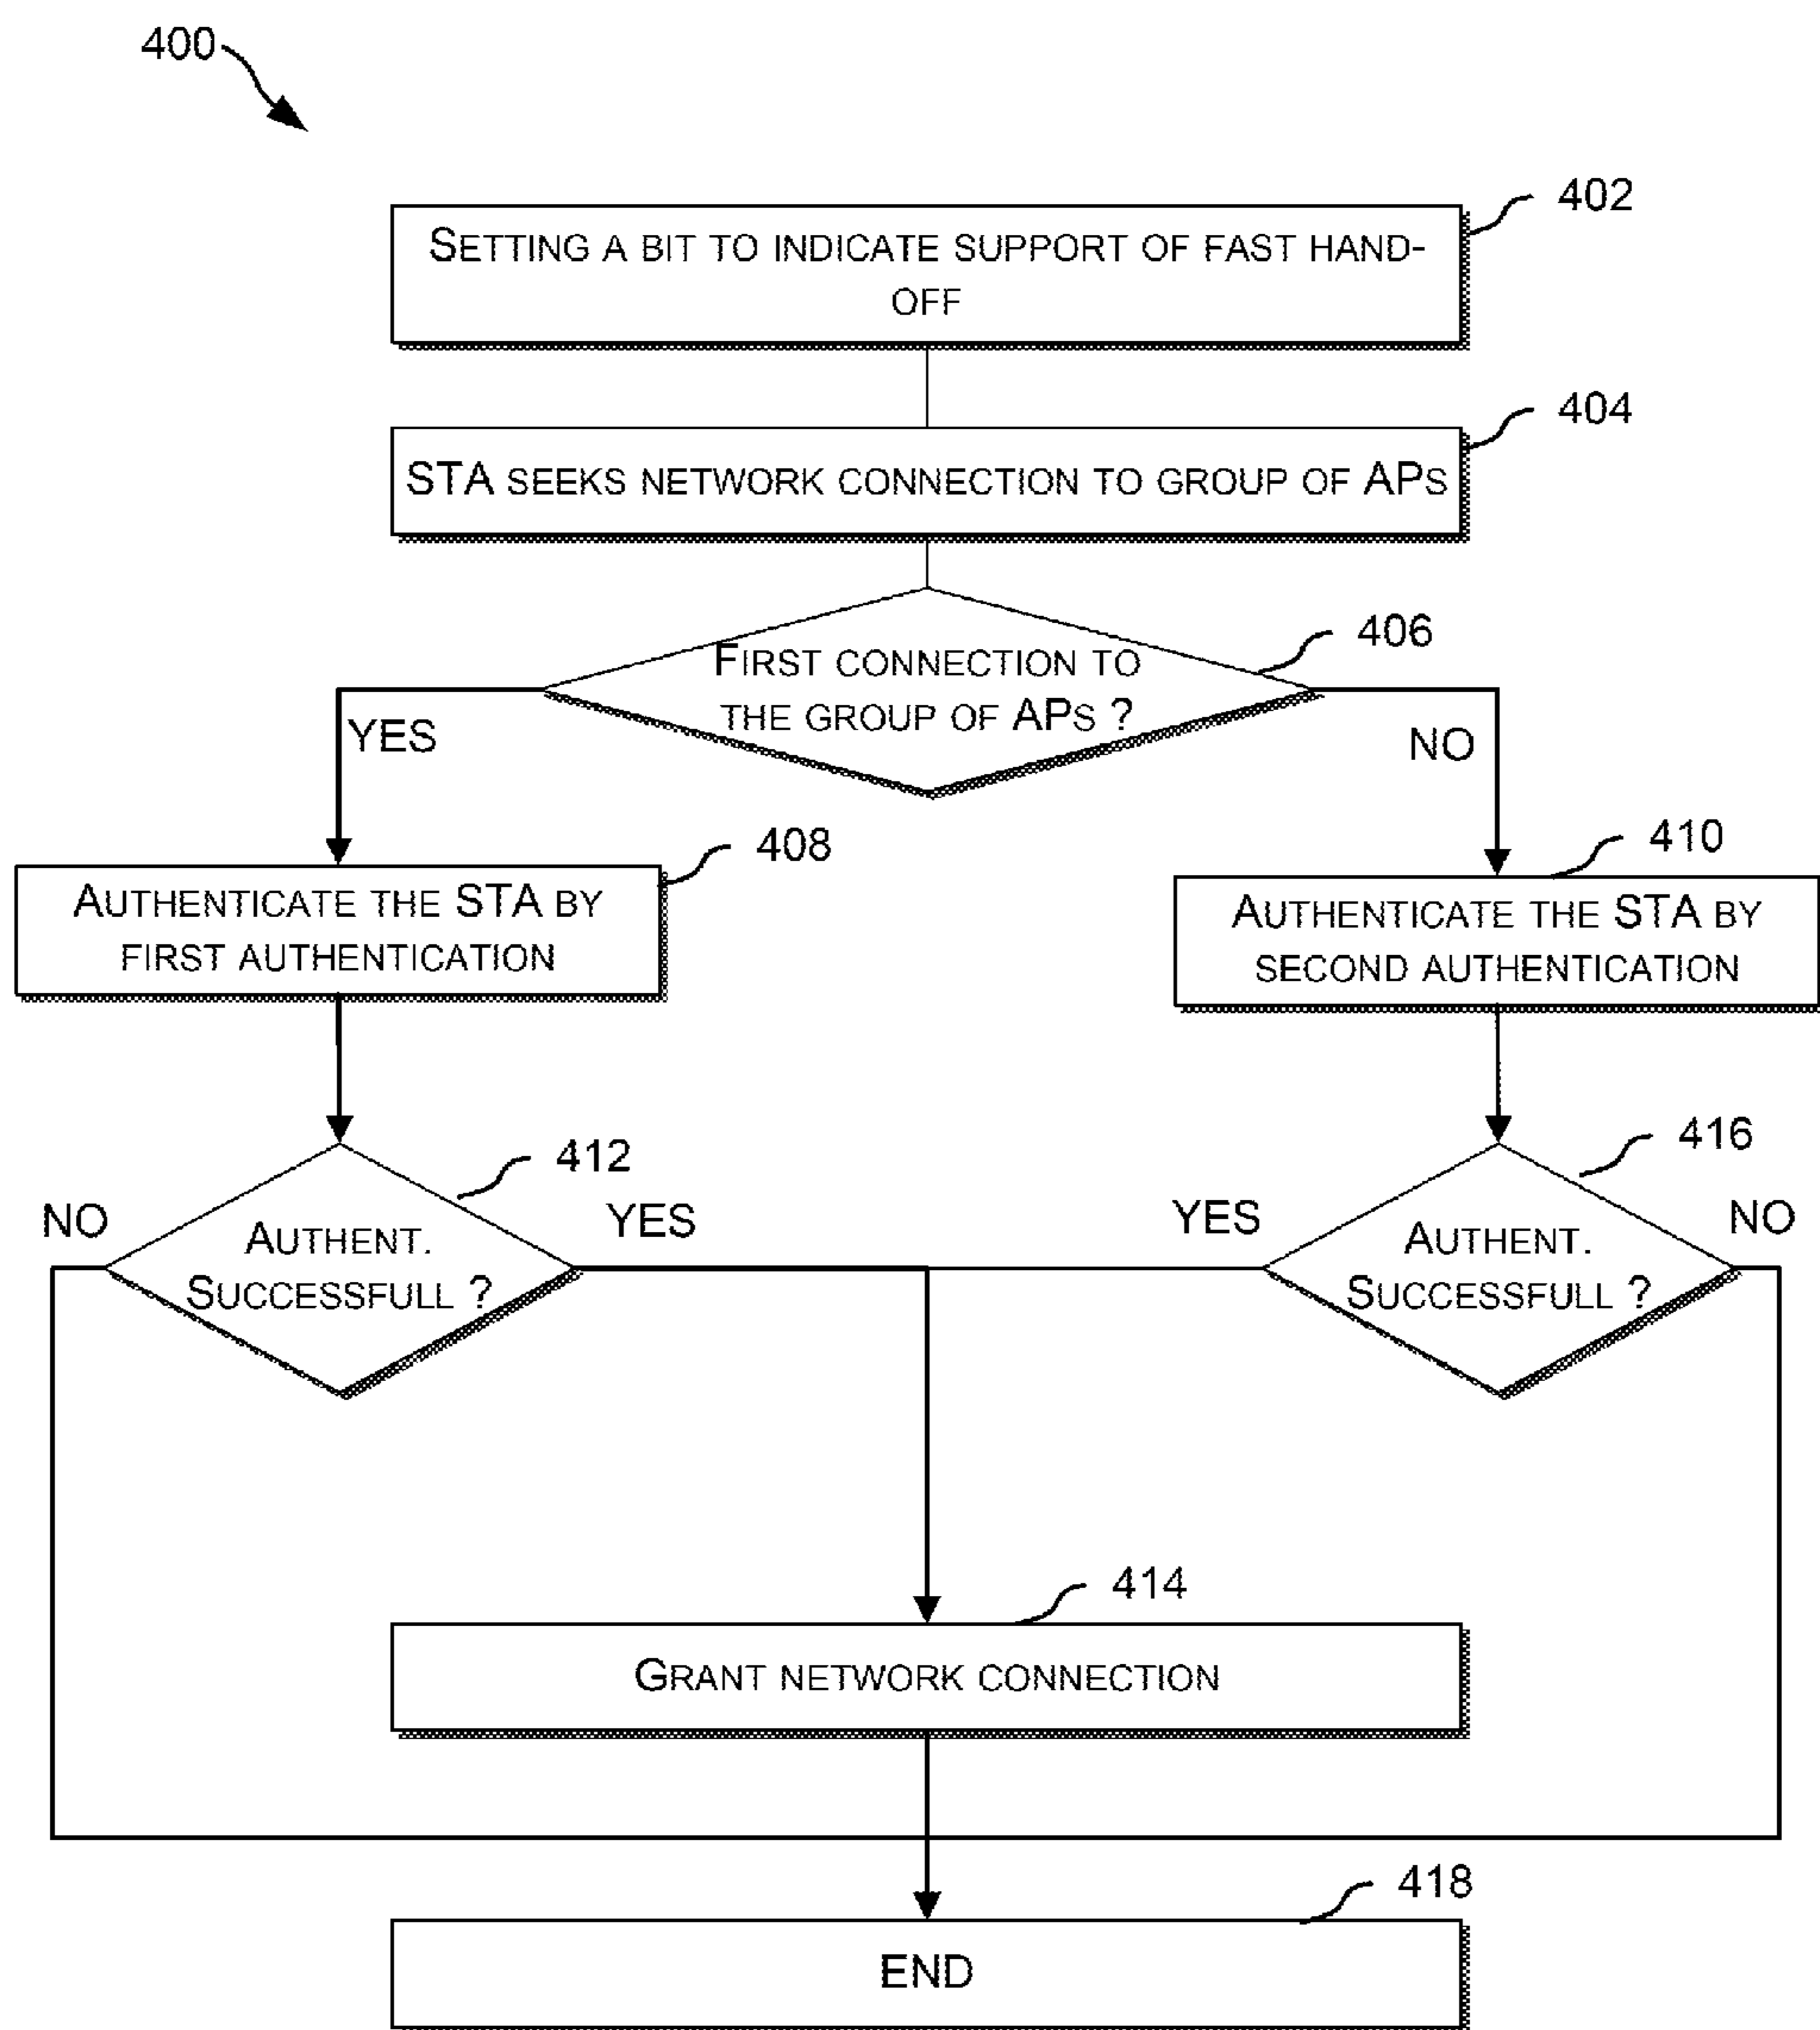 400
402
SETTING A BIT TO INDICATE SUPPORT OF FAST HAND-
OFF
404
STA SEEKS NETWORK CONNECTION TO GROUP OF APS
406
FIRST CONNECTION TO
THE GROUP OF APS ?
YES
NO
408
AUTHENTICATE THE STA BY
FIRST AUTHENTICATION
410
AUTHENTICATE THE STA BY
SECOND AUTHENTICATION
412
NO
YES
AUTHENT.
SUCCESSFULL ?
416
YES
NO
AUTHENT.
SUCCESSFULL ?
414
GRANT NETWORK CONNECTION
418
END